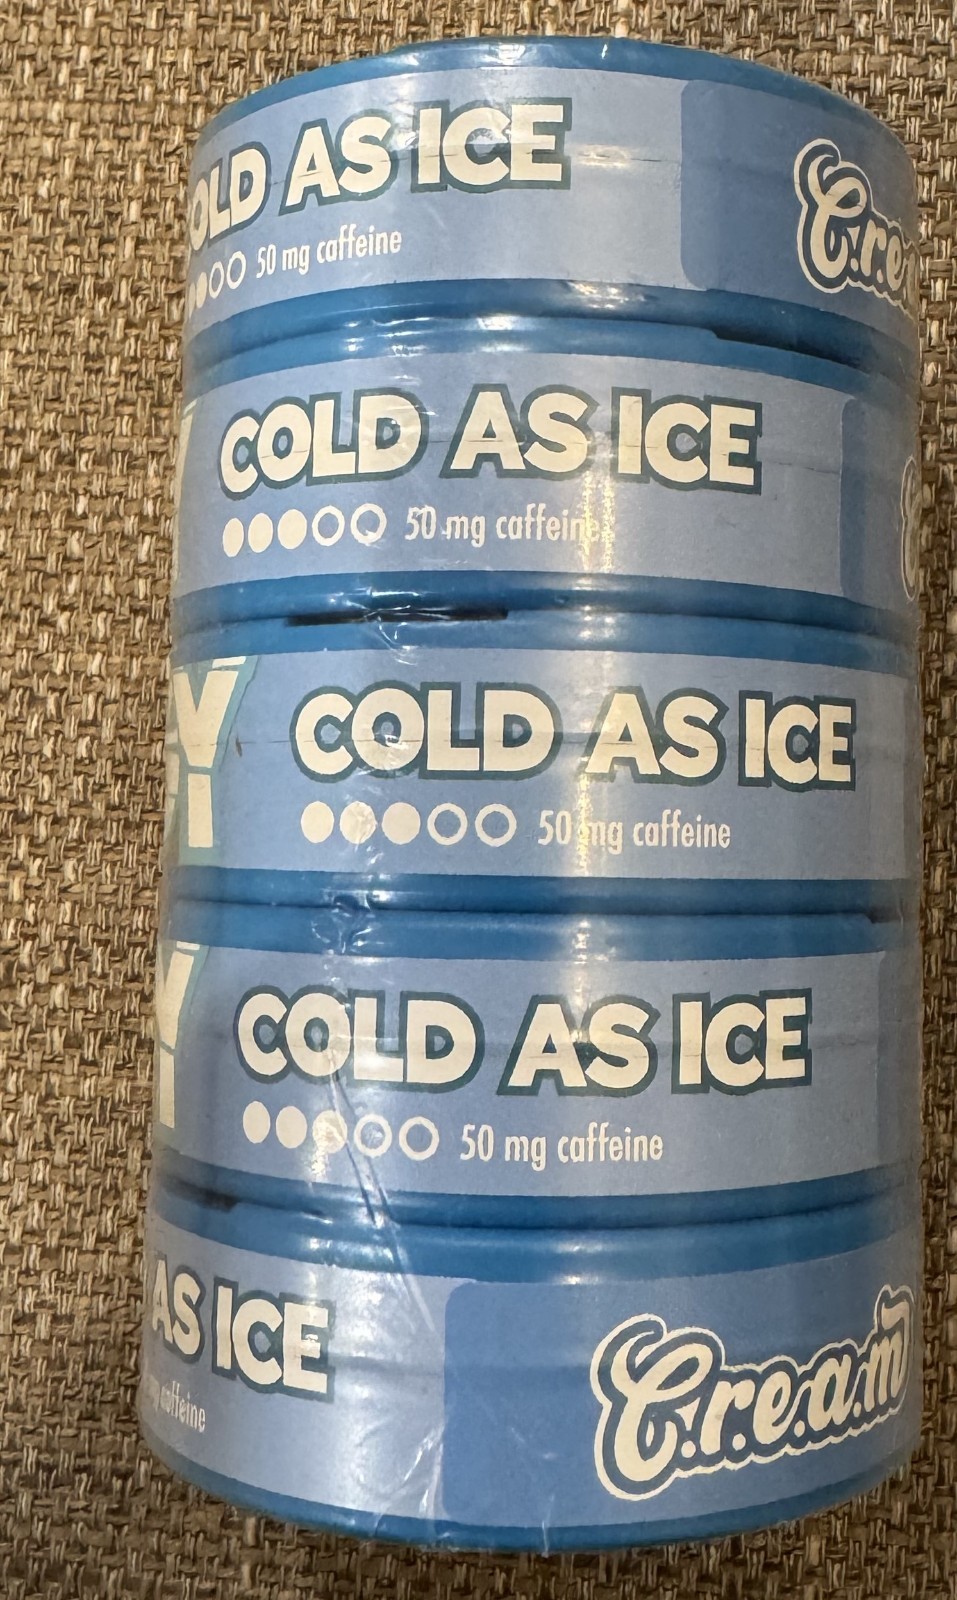 OLD AS ICE
50 mg caffeine
C.r.e
COLD AS ICE
50 mg caffeine
Y
COLD AS ICE
50 mg caffeine
Y
COLD AS ICE
50 mg caffeine
AS ICE
caffeine
C.r.e.a.m